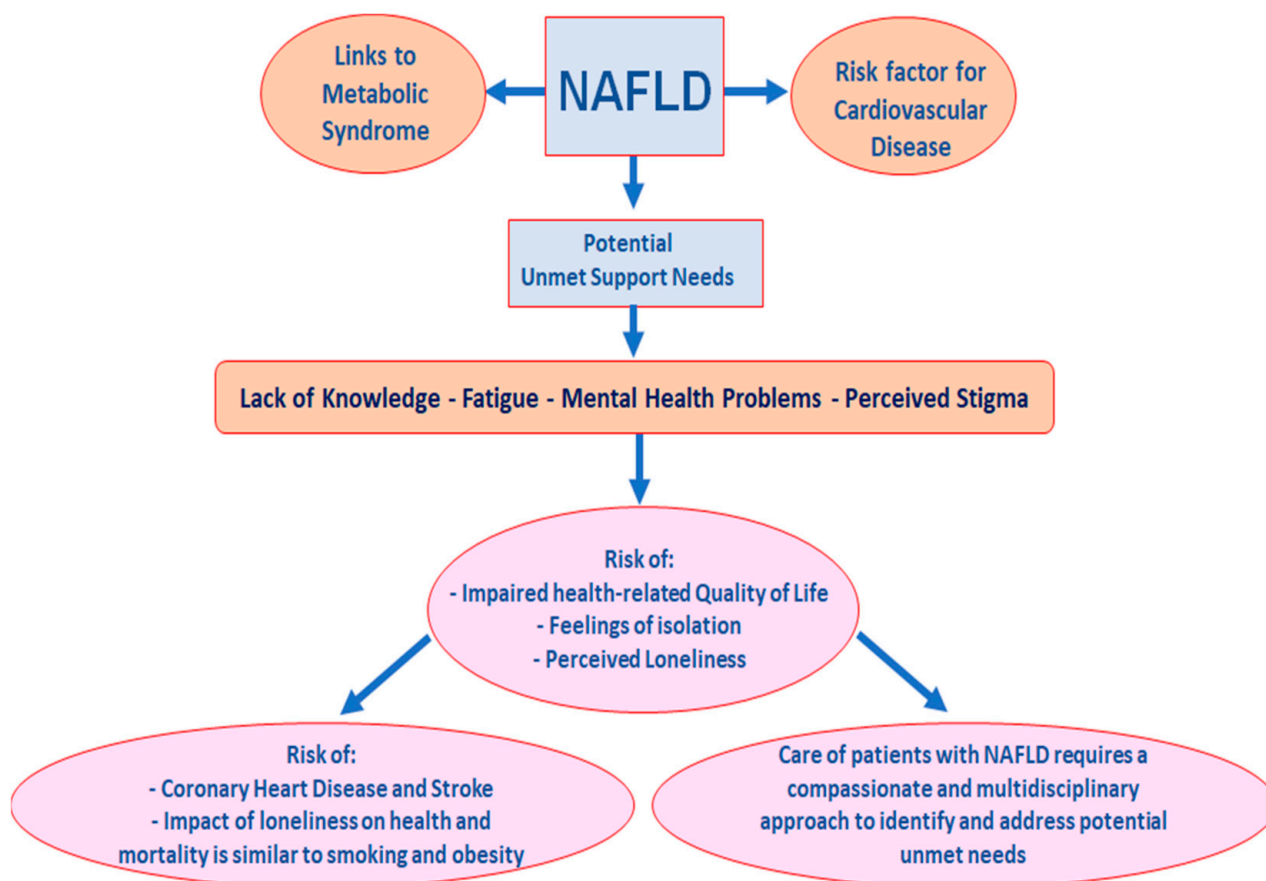 Links to
Metabolic
Syndrome
NAFLD
Risk factor for
Cardiovascular
Disease
Potential
Unmet Support Needs
Lack of Knowledge - Fatigue - Mental Health Problems - Perceived Stigma
Risk of:
- Impaired health-related Quality of Life
- Feelings of isolation
- Perceived Loneliness
Risk of:
- Coronary Heart Disease and Stroke
- Impact of loneliness on health and
mortality is similar to smoking and obesity
Care of patients with NAFLD requires a
compassionate and multidisciplinary
approach to identify and address potential
unmet needs